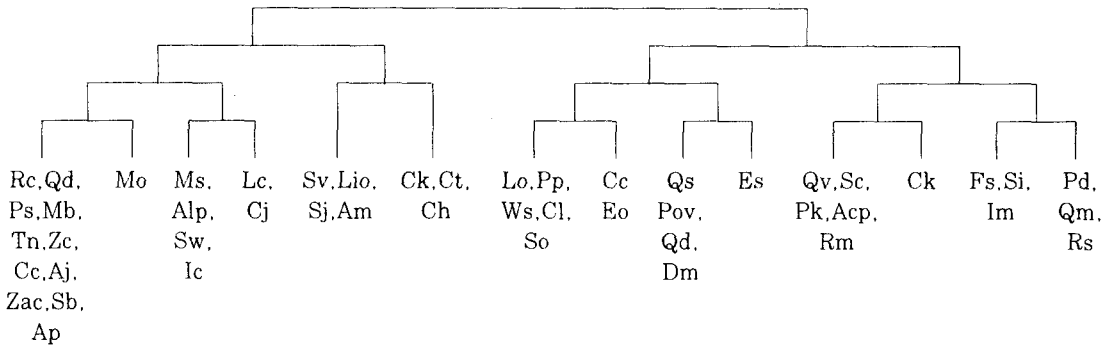 Rc,Qd, Mo Ms, Lc, Sv,Lio, Ck,Ct, Lo,Pp, Cc Qs Es Qv,Sc, Ck Fs,Si, Pd,
Ps,Mb, Alp, Cj Sj,Am Ch Ws,Cl, Eo Pov, Pk,Acp, Im Qm,
Tn,Zc, Sw, So Qd, Rm Rs
Cc,Aj, Ic Dm
Zac,Sb,
Ap